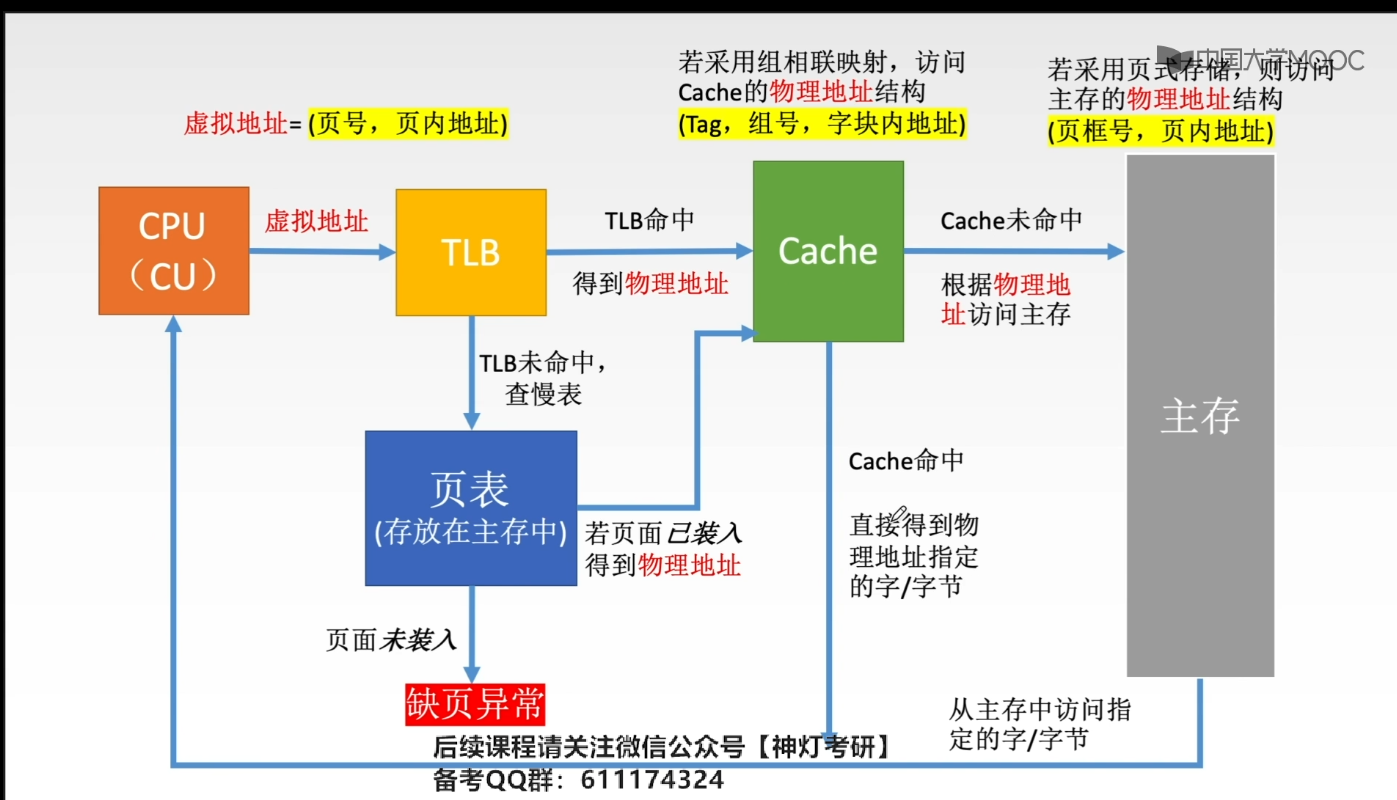 中国大学MOOC
若采用组相联映射，访问
Cache的物理地址结构
(Tag，组号，字块内地址)
若采用页式存储，则访问
主存的物理地址结构
(页框号，页内地址)
虚拟地址= (页号，页内地址)
CPU
（CU）
虚拟地址
TLB
TLB命中
得到物理地址
Cache
Cache未命中
根据物理地
址访问主存
主存
TLB未命中，
查慢表
页表
(存放在主存中)
若页面已装入
得到物理地址
Cache命中
直接得到物
理地址指定
的字/字节
页面未装入
缺页异常
从主存中访问指
定的字/字节
后续课程请关注微信公众号【神灯考研】
备考QQ群：611174324